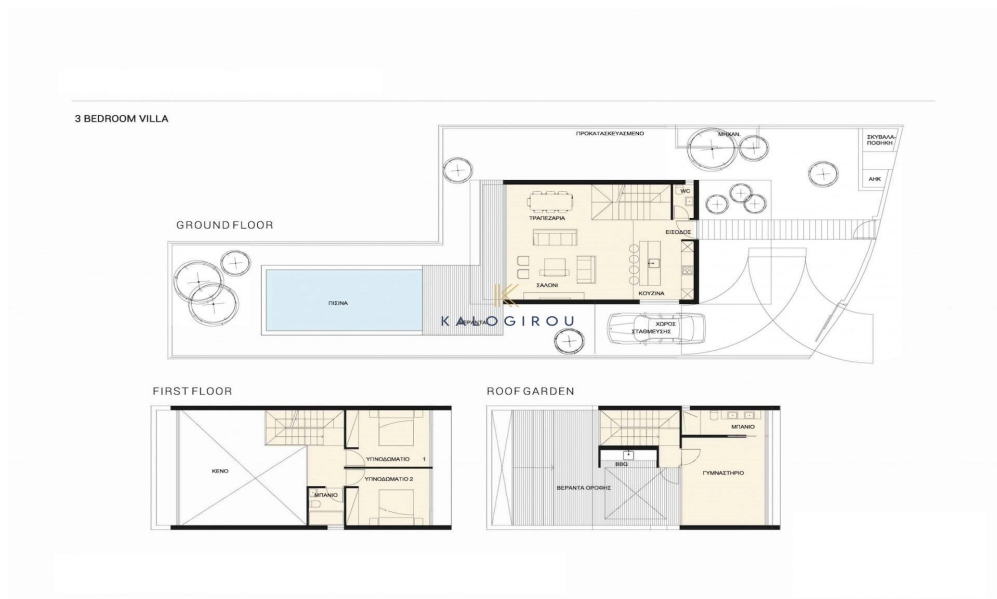 3 BEDROOM VILLA
ΠΡΟΚΑΤΑΣΚΕΥΑΣΜΕΝΟ
ΜΗΧΑΝ.
ΣΚΥΒΑΛΑ-
ΠΟΘΗΚΗ
ΑΗΚ
WC
ΤΡΑΠΕΖΑΡΙΑ
GROUND FLOOR
ΕΙΣΟΔΟΣ
ΣΑΛΟΝΙ
ΚΟΥΖΙΝΑ
ΠΙΣΙΝΑ
ΒΕΡΑΝΤΑ
KALOGIROU
ΧΩΡΟΣ
ΣΤΑΘΜΕΥΣΗΣ
FIRST FLOOR
ROOF GARDEN
ΚΕΝΟ
ΥΠΝΟΔΩΜΑΤΙΟ 1
ΥΠΝΟΔΩΜΑΤΙΟ 2
ΜΠΑΝΙΟ
ΜΠΑΝΙΟ
BBQ
ΓΥΜΝΑΣΤΗΡΙΟ
ΒΕΡΑΝΤΑ ΟΡΟΦΗΣ